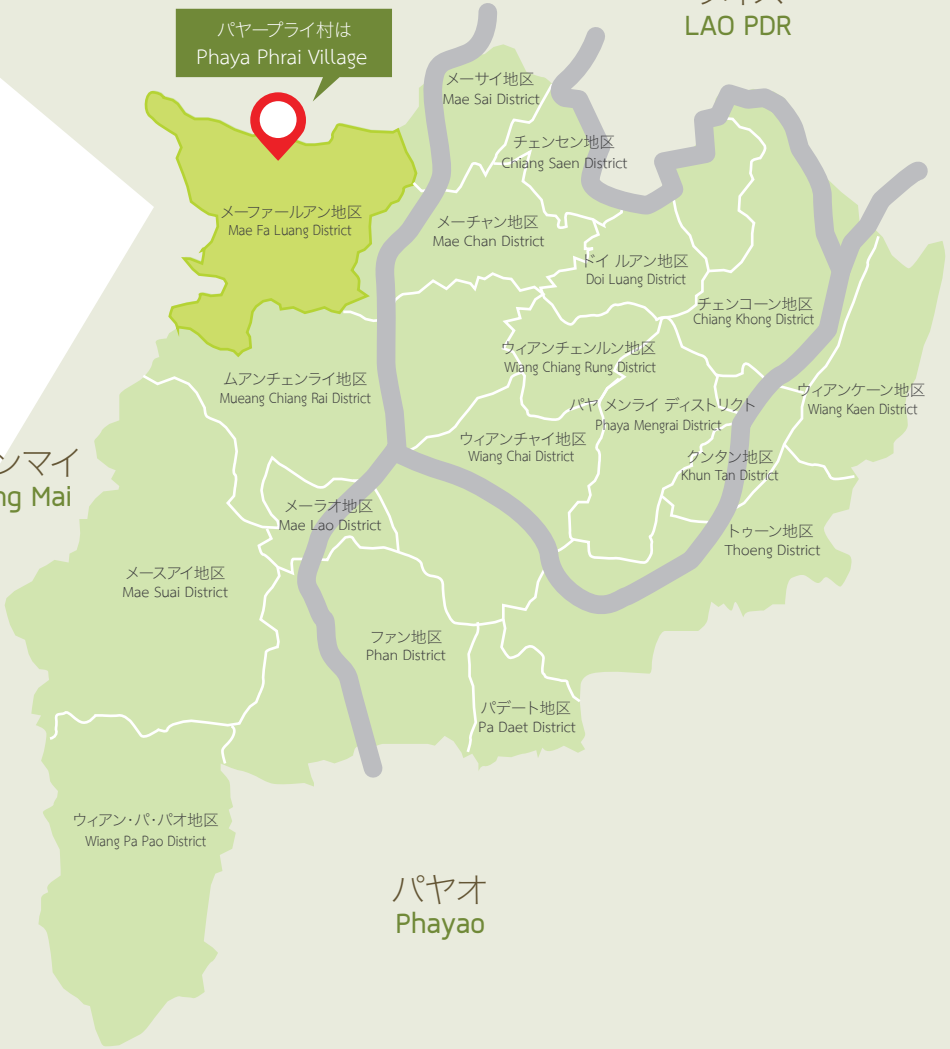 パヤープライ村は
Phaya Phrai Village
LAO PDR
メーサイ地区
Mae Sai District
チェンセン地区
Chiang Saen District
メーファールアン地区
Mae Fa Luang District
メーチャン地区
Mae Chan District
ドイ ルアン地区
Doi Luang District
チェンコーン地区
Chiang Khong District
ウィアンチェンルン地区
Wiang Chiang Rung District
ムアンチェンライ地区
Mueang Chiang Rai District
パヤ メンライ ディストリクト
Phaya Mengrai District
ウィアンケーン地区
Wiang Kaen District
ウィアンチャイ地区
Wiang Chai District
クンタン地区
Khun Tan District
ンマイ
ng Mai
メーラオ地区
Mae Lao District
トゥーン地区
Thoeng District
メースアイ地区
Mae Suai District
ファン地区
Phan District
パデート地区
Pa Daet District
ウィアン・パ・パオ地区
Wiang Pa Pao District
パヤオ
Phayao